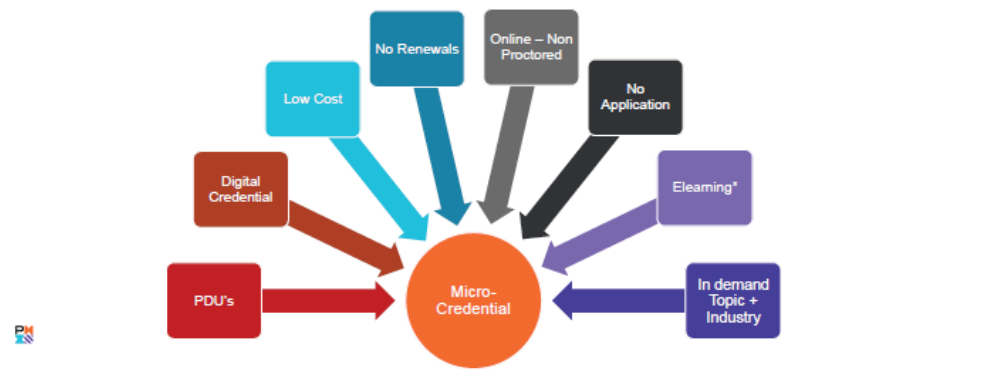 No Renewals
Online – Non
Proctored
Low Cost
No
Application
Digital
Credential
Elearning*
PDU's
Micro-
Credential
In demand
Topic +
Industry
PM